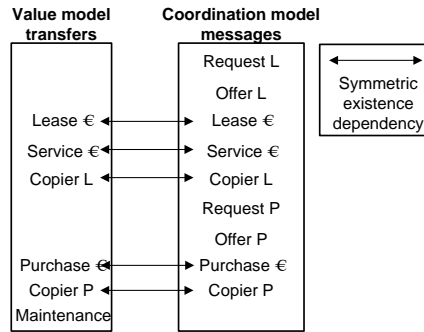 Value model
transfers
Lease €
Service €
Copier L
Purchase €
Copier P
Maintenance
Coordination model
messages
Request L
Offer L
Lease €
Service €
Copier L
Request P
Offer P
Purchase €
Copier P
Symmetric
existence
dependency